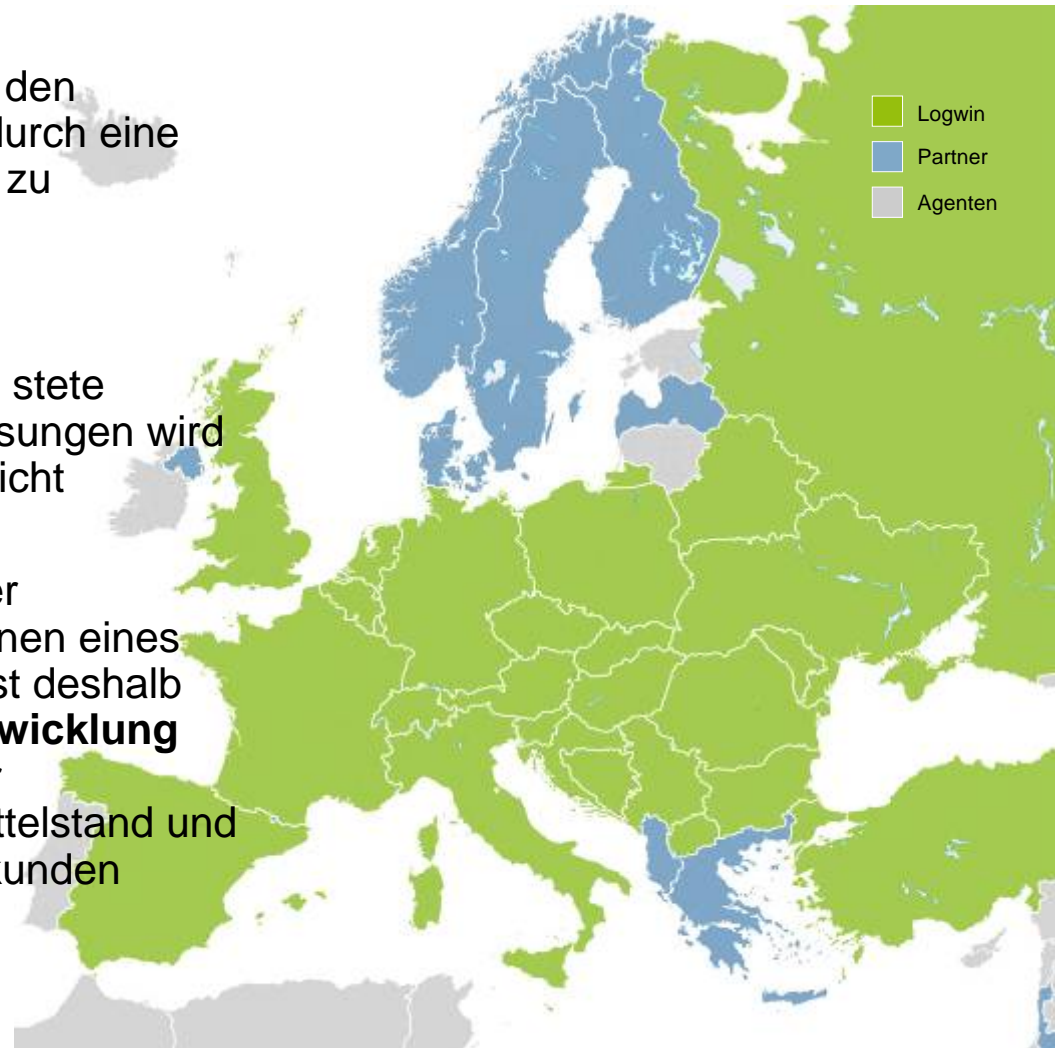 den
durch eine
zu
stete
sungen wird
icht
er
nen eines
st deshalb
wicklung
ttelstand und
kunden
Logwin
Partner
Agenten